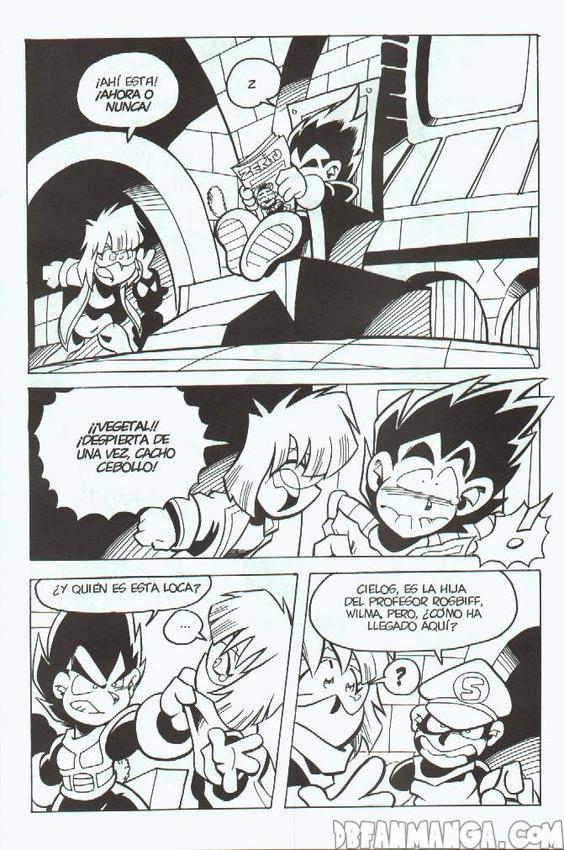 ¡AHÍ ESTÁ!
¡AHORA O
NUNCA!
Z
ZERTO
¡¡VEGETAL!!
¡DESPIERTA DE
UNA VEZ, CACHO
CEBOLLO!
!
¿Y QUIÉN ES ESTA LOCA?
...
CIELOS, ES LA HIJA
DEL PROFESOR ROSBIFF,
WILMA, PERO, ¿CÓMO HA
LLEGADO AQUÍ?
?
S
DBFANMANGA.COM